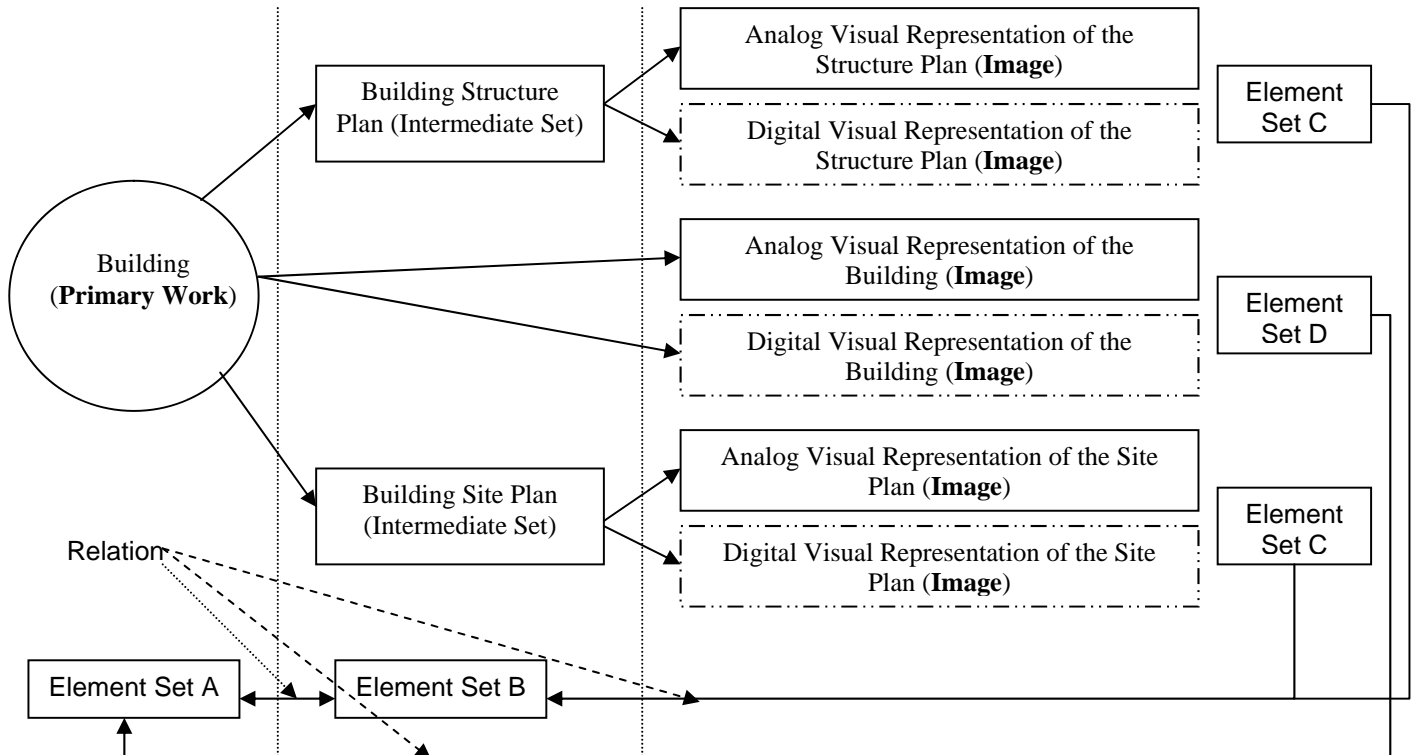 Analog Visual Representation of the
Structure Plan (Image)
Building Structure
Plan (Intermediate Set)
Element
Set C
Digital Visual Representation of the
Structure Plan (Image)
Building
(Primary Work)
Analog Visual Representation of the
Building (Image)
Element
Set D
Digital Visual Representation of the
Building (Image)
Analog Visual Representation of the Site
Plan (Image)
Building Site Plan
(Intermediate Set)
Element
Set C
Digital Visual Representation of the Site
Plan (Image)
Relation
Element Set A
Element Set B